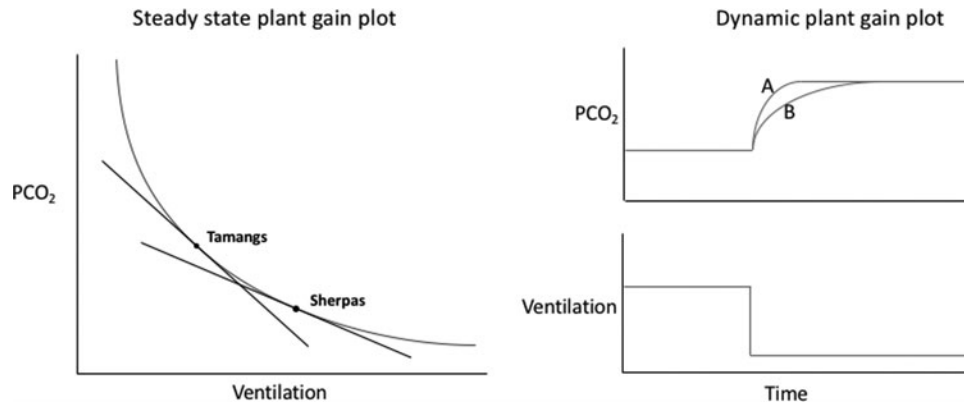 Steady state plant gain plot
PCO₂
Tamangs
Sherpas
Ventilation
Dynamic plant gain plot
PCO₂
A
B
Ventilation
Time